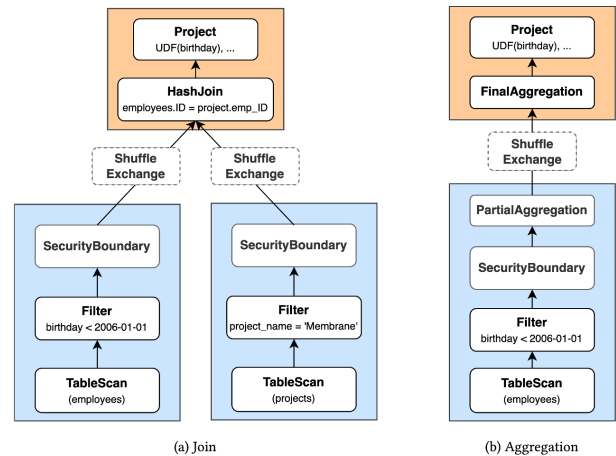 Project
UDF(birthday), ...
HashJoin
employees.ID = project.emp_ID
Shuffle
Exchange
Shuffle
Exchange
SecurityBoundary
Filter
birthday < 2006-01-01
TableScan
(employees)
SecurityBoundary
Filter
project_name = 'Membrane'
TableScan
(projects)
(a) Join
Project
UDF(birthday), ...
FinalAggregation
Shuffle
Exchange
PartialAggregation
SecurityBoundary
Filter
birthday < 2006-01-01
TableScan
(employees)
(b) Aggregation